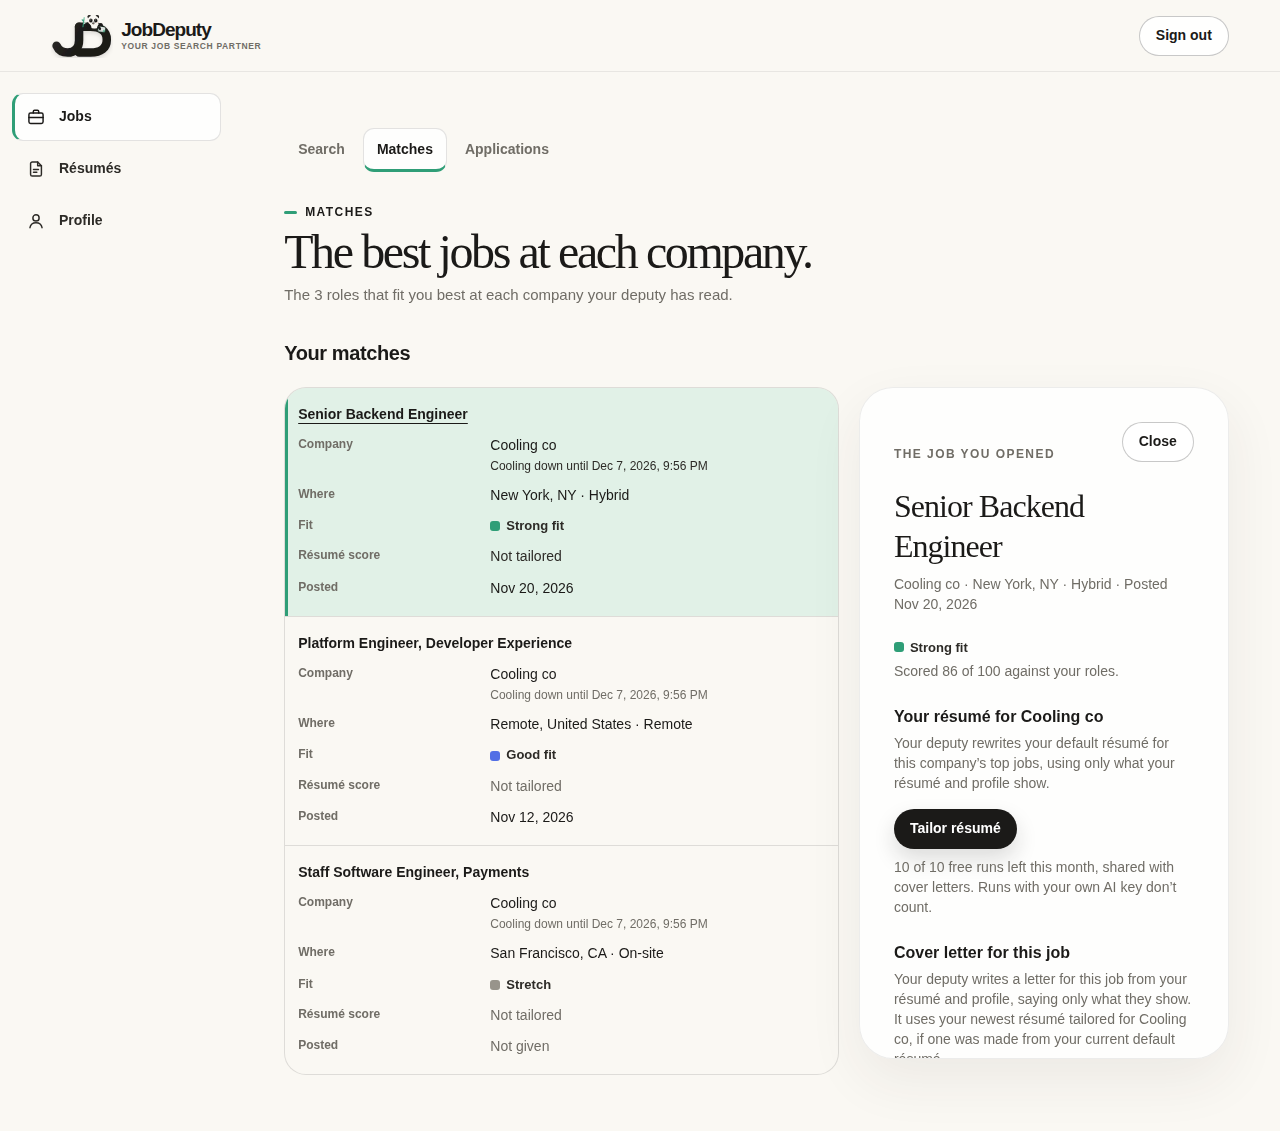 JobDeputy
YOUR JOB SEARCH PARTNER
Sign out
Jobs
Résumés
Profile
Search
Matches
Applications
MATCHES
The best jobs at each company.
The 3 roles that fit you best at each company your deputy has read.
Your matches
Senior Backend Engineer
Company
Cooling co
Cooling down until Dec 7, 2026, 9:56 PM
Where
New York, NY · Hybrid
Fit
Strong fit
Résumé score
Not tailored
Posted
Nov 20, 2026
Platform Engineer, Developer Experience
Company
Cooling co
Cooling down until Dec 7, 2026, 9:56 PM
Where
Remote, United States · Remote
Fit
Good fit
Résumé score
Not tailored
Posted
Nov 12, 2026
Staff Software Engineer, Payments
Company
Cooling co
Cooling down until Dec 7, 2026, 9:56 PM
Where
San Francisco, CA · On-site
Fit
Stretch
Résumé score
Not tailored
Posted
Not given
THE JOB YOU OPENED
Close
Senior Backend
Engineer
Cooling co · New York, NY · Hybrid · Posted
Nov 20, 2026
Strong fit
Scored 86 of 100 against your roles.
Your résumé for Cooling co
Your deputy rewrites your default résumé for
this company’s top jobs, using only what your
résumé and profile show.
Tailor résumé
10 of 10 free runs left this month, shared with
cover letters. Runs with your own AI key don’t
count.
Cover letter for this job
Your deputy writes a letter for this job from your
résumé and profile, saying only what they show.
It uses your newest résumé tailored for Cooling
co, if one was made from your current default
résumé.